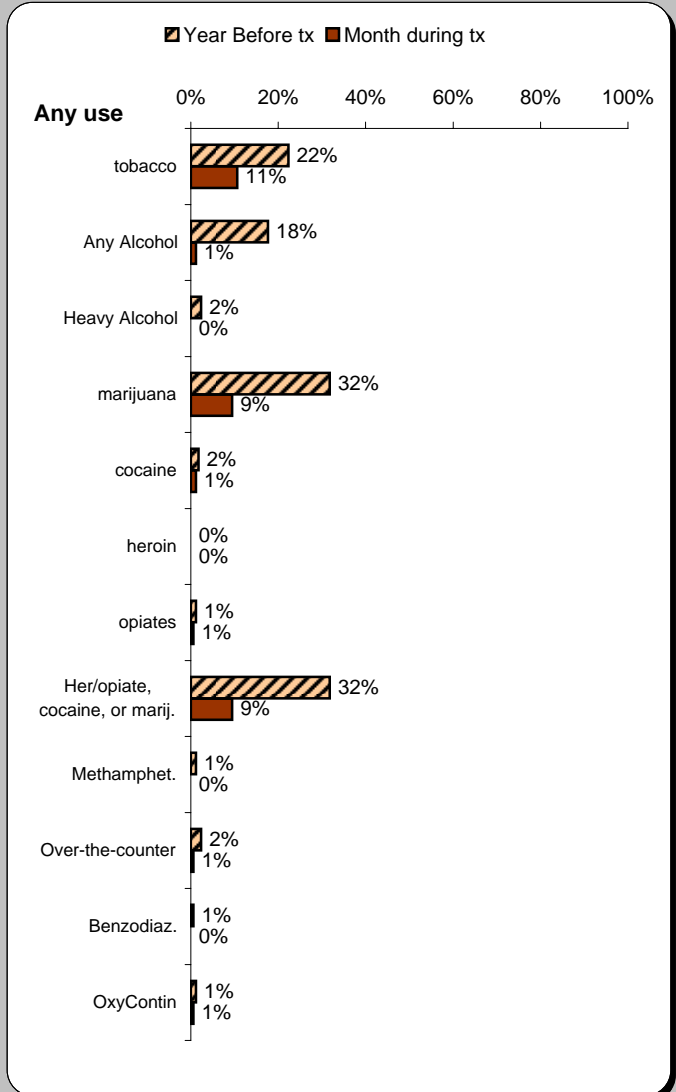 Year Before tx Month during tx
0% 20% 40% 60% 80% 100%
Any use
tobacco 22%
11%
Any Alcohol 18%
1%
Heavy Alcohol 2%
0%
marijuana 32%
9%
cocaine 2%
1%
heroin 0%
0%
opiates 1%
1%
Her/opiate,
cocaine, or marij.
32%
9%
Methamphet. 1%
0%
Over-the-counter 2%
1%
Benzodiaz. 1%
0%
OxyContin 1%
1%